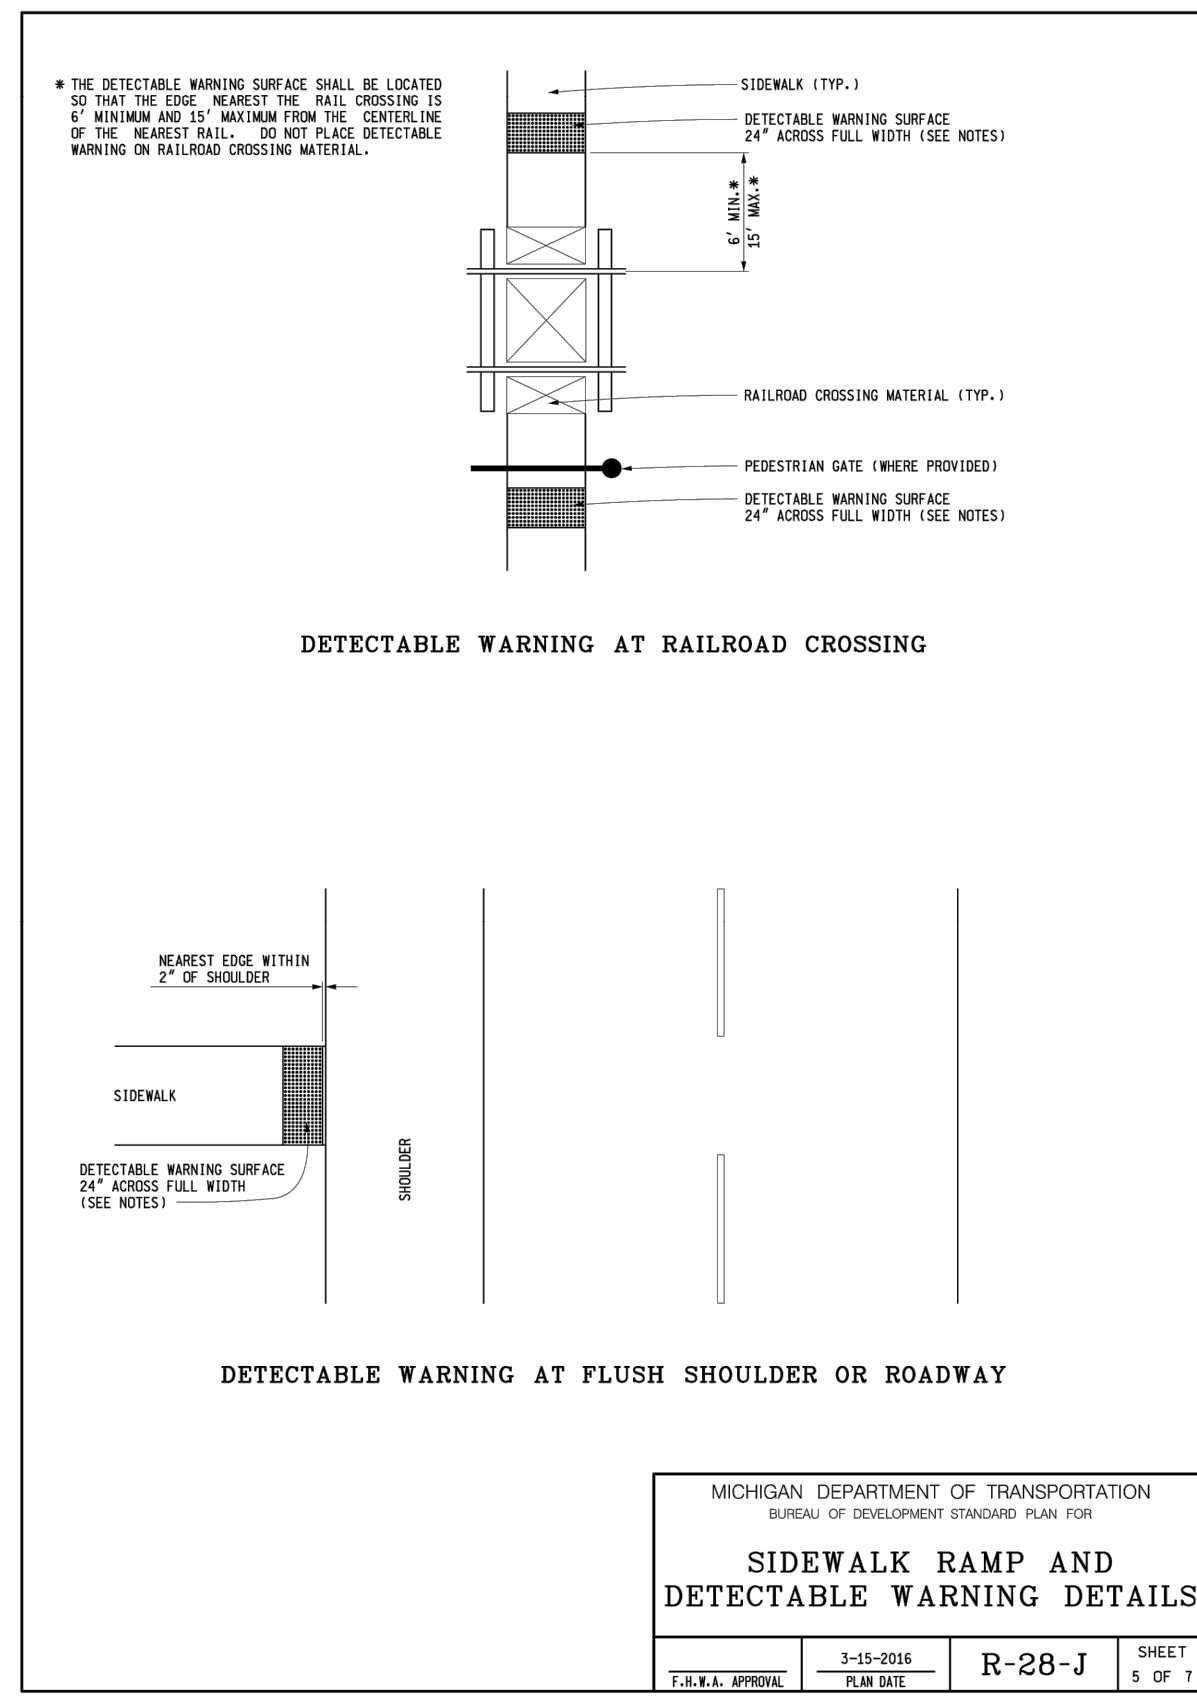 * THE DETECTABLE WARNING SURFACE SHALL BE LOCATED
SO THAT THE EDGE NEAREST THE RAIL CROSSING IS
6' MINIMUM AND 15' MAXIMUM FROM THE CENTERLINE
OF THE NEAREST RAIL. DO NOT PLACE DETECTABLE
WARNING ON RAILROAD CROSSING MATERIAL.
SIDEWALK (TYP.)
DETECTABLE WARNING SURFACE
24" ACROSS FULL WIDTH (SEE NOTES)
6' MIN.*
15' MAX.*
RAILROAD CROSSING MATERIAL (TYP.)
PEDESTRIAN GATE (WHERE PROVIDED)
DETECTABLE WARNING SURFACE
24" ACROSS FULL WIDTH (SEE NOTES)
DETECTABLE WARNING AT RAILROAD CROSSING
NEAREST EDGE WITHIN
2" OF SHOULDER
SIDEWALK
DETECTABLE WARNING SURFACE
24" ACROSS FULL WIDTH
(SEE NOTES)
SHOULDER
DETECTABLE WARNING AT FLUSH SHOULDER OR ROADWAY
MICHIGAN DEPARTMENT OF TRANSPORTATION
BUREAU OF DEVELOPMENT STANDARD PLAN FOR
SIDEWALK RAMP AND
DETECTABLE WARNING DETAILS
F.H.W.A. APPROVAL
3-15-2016
PLAN DATE
R-28-J
SHEET
5 OF 7